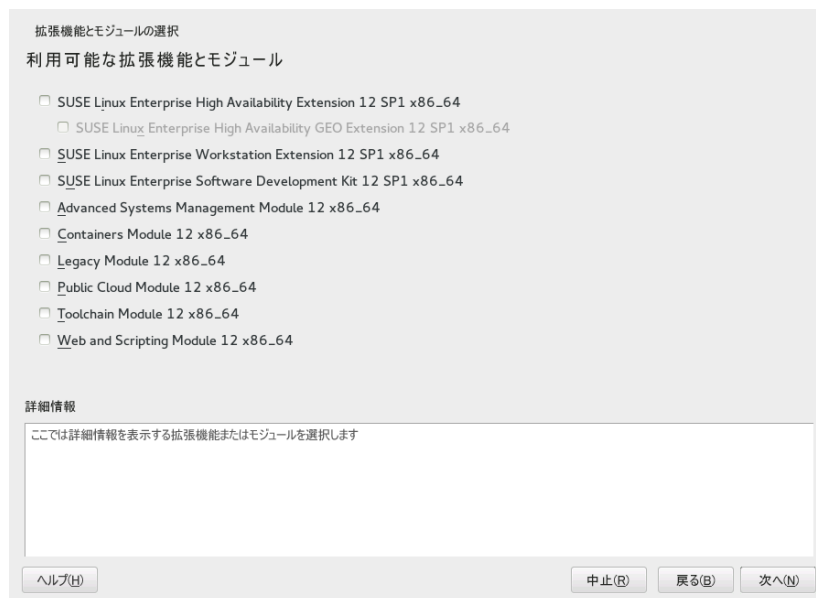 拡張機能とモジュールの選択
利用可能な拡張機能とモジュール
SUSE Linux Enterprise High Availability Extension 12 SP1 x86_64
SUSE Linux Enterprise High Availability GEO Extension 12 SP1 x86_64
SUSE Linux Enterprise Workstation Extension 12 SP1 x86_64
SUSE Linux Enterprise Software Development Kit 12 SP1 x86_64
Advanced Systems Management Module 12 x86_64
Containers Module 12 x86_64
Legacy Module 12 x86_64
Public Cloud Module 12 x86_64
Toolchain Module 12 x86_64
Web and Scripting Module 12 x86_64
詳細情報
ここでは詳細情報を表示する拡張機能またはモジュールを選択します
ヘルプ(H) 中止(R) 戻る(B) 次へ(N)